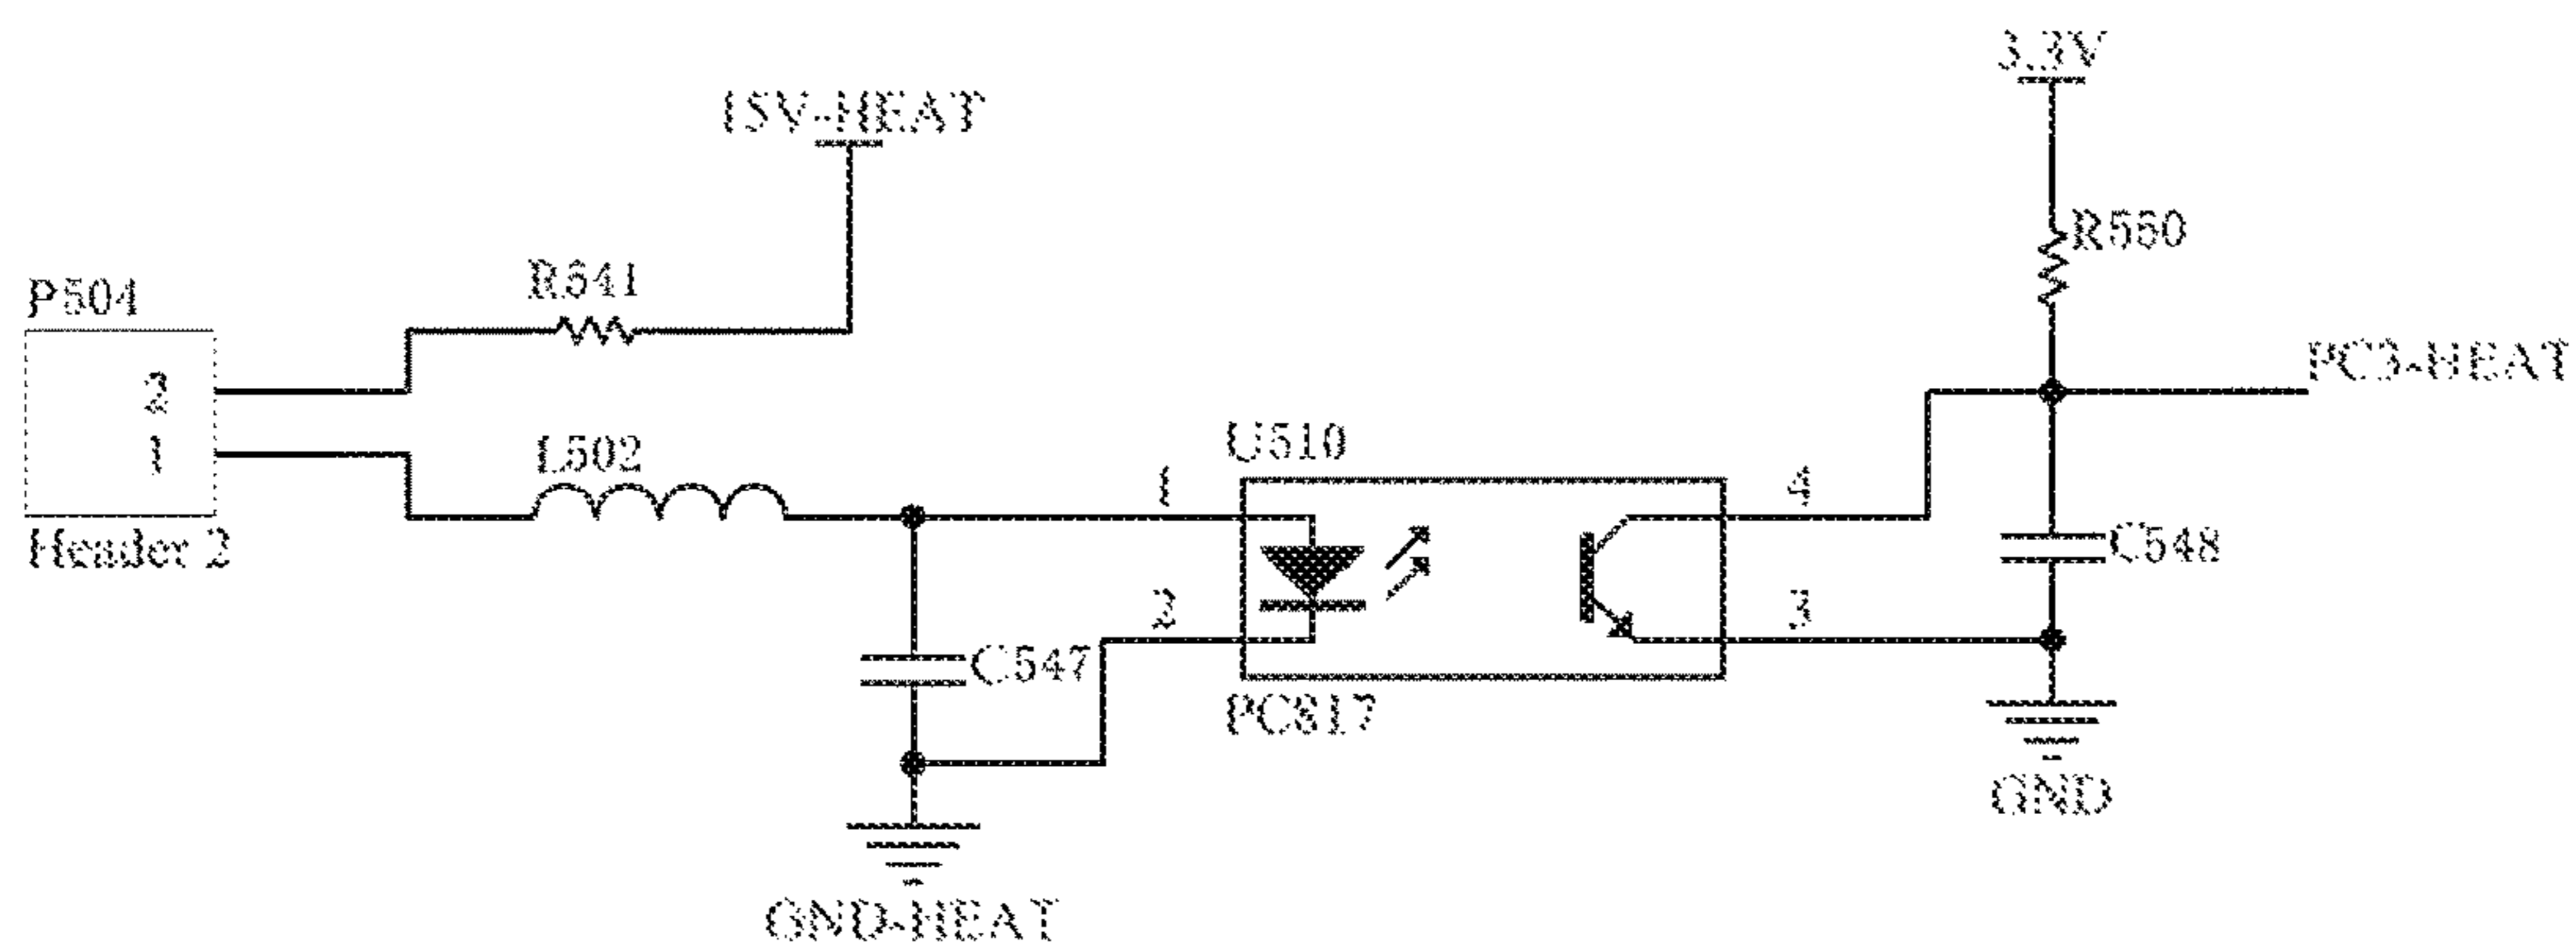 3.3V
15V-HEAT
R560
R541
P504
PC3-HEAT
2
1
L502
U510
1
4
Header 2
C548
2
3
C547
PC817
GND
GND-HEAT